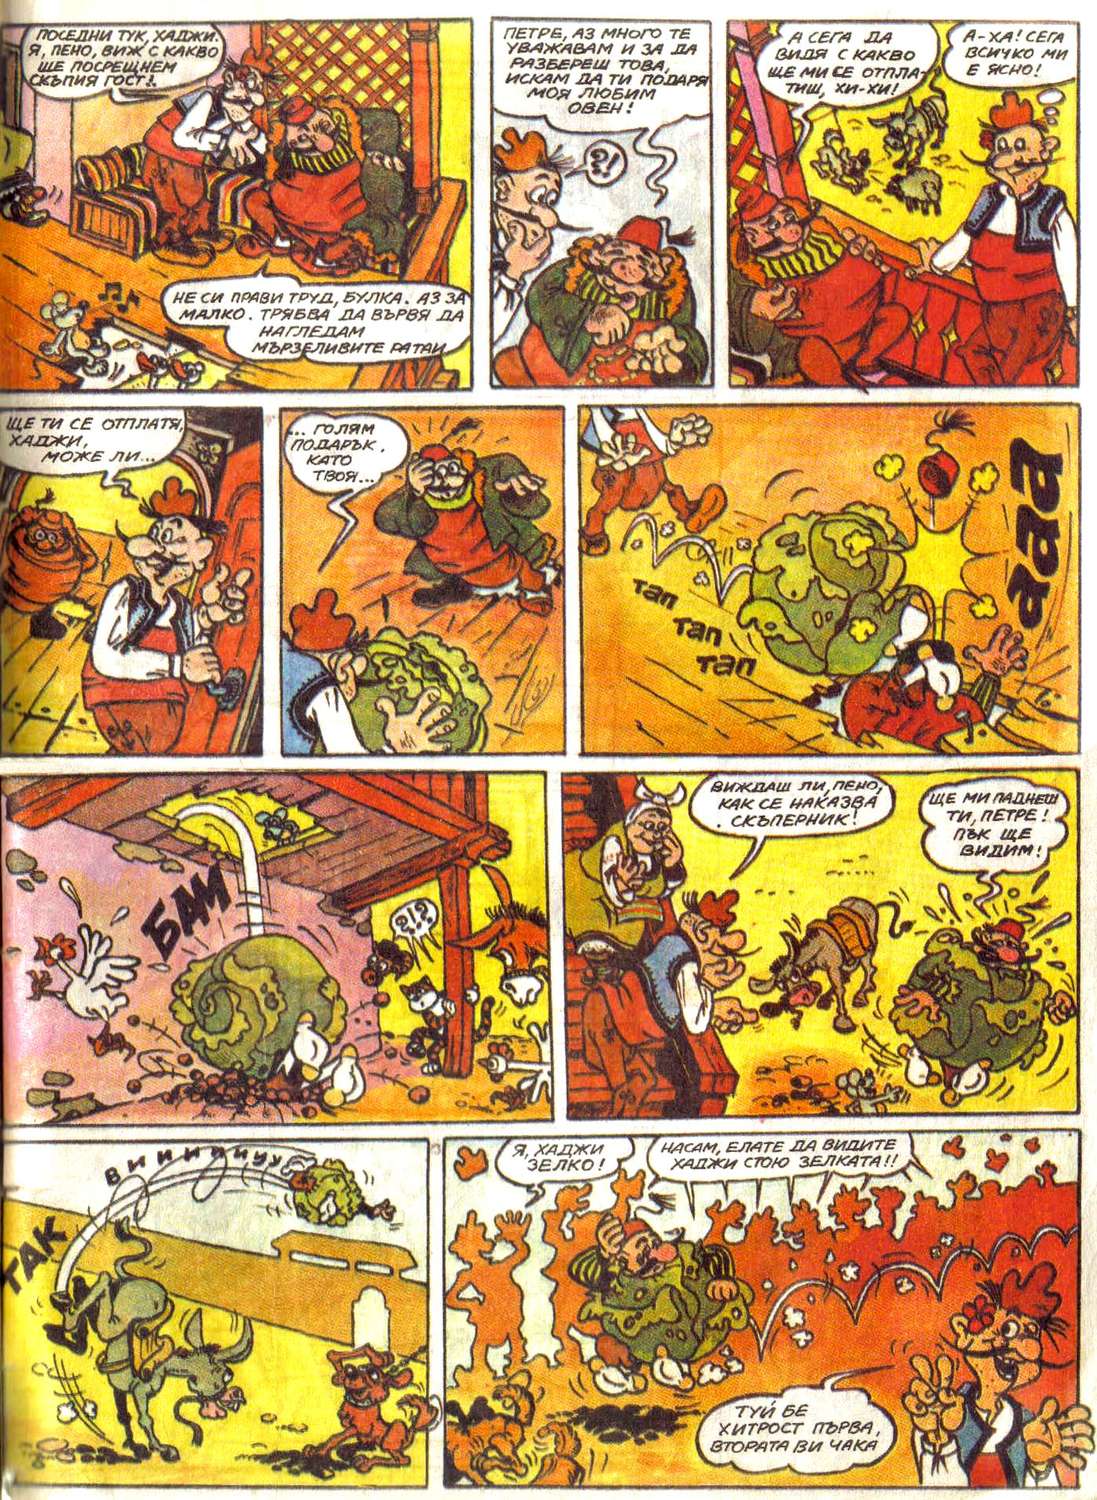 ПОСЕДНИ ТУК, ХАДЖИ.
Я, ПЕНО, ВИЖ С КАКВО
ЩЕ ПОСРЕЩНЕМ
СКЪПИЯ ГОСТ!
НЕ СИ ПРАВИ ТРУД, БУЛКА. АЗ ЗА
МАЛКО. ТРЯБВА ДА ВЪРВЯ ДА
НАГЛЕДАМ
МЪРЗЕЛИВИТЕ РАТАИ
ПЕТРЕ, АЗ МНОГО ТЕ
УВАЖАВАМ И ЗА ДА
РАЗБЕРЕШ ТОВА,
ИСКАМ ДА ТИ ПОДАРЯ
МОЯ ЛЮБИМ
ОВЕН!
?!
А СЕГА ДА
ВИДЯ С КАКВО
ЩЕ МИ СЕ ОТПЛА-
ТИШ, ХИ-ХИ!
А-ХА! СЕГА
ВСИЧКО МИ
Е ЯСНО!
ЩЕ ТИ СЕ ОТПЛАТЯ,
ХАДЖИ,
МОЖЕ ЛИ...
... ГОЛЯМ
ПОДАРЪК,
КАТО
ТВОЯ...
ТАП
ТАП
ТАП
ААА
БАМ
?!?
ВИЖДАШ ЛИ, ПЕНО,
КАК СЕ НАКАЗВА
СКЪПЕРНИК!
ЩЕ МИ ПАДНЕШ
ТИ, ПЕТРЕ!
ПЪК ЩЕ
ВИДИМ!
ВИИИИИУУУ
ТАК
Я, ХАДЖИ
ЗЕЛКО!
НАСАМ, ЕЛАТЕ ДА ВИДИТЕ
ХАДЖИ СТОЮ ЗЕЛКАТА!!
ТУЙ БЕ
ХИТРОСТ ПЪРВА,
ВТОРАТА ВИ ЧАКА